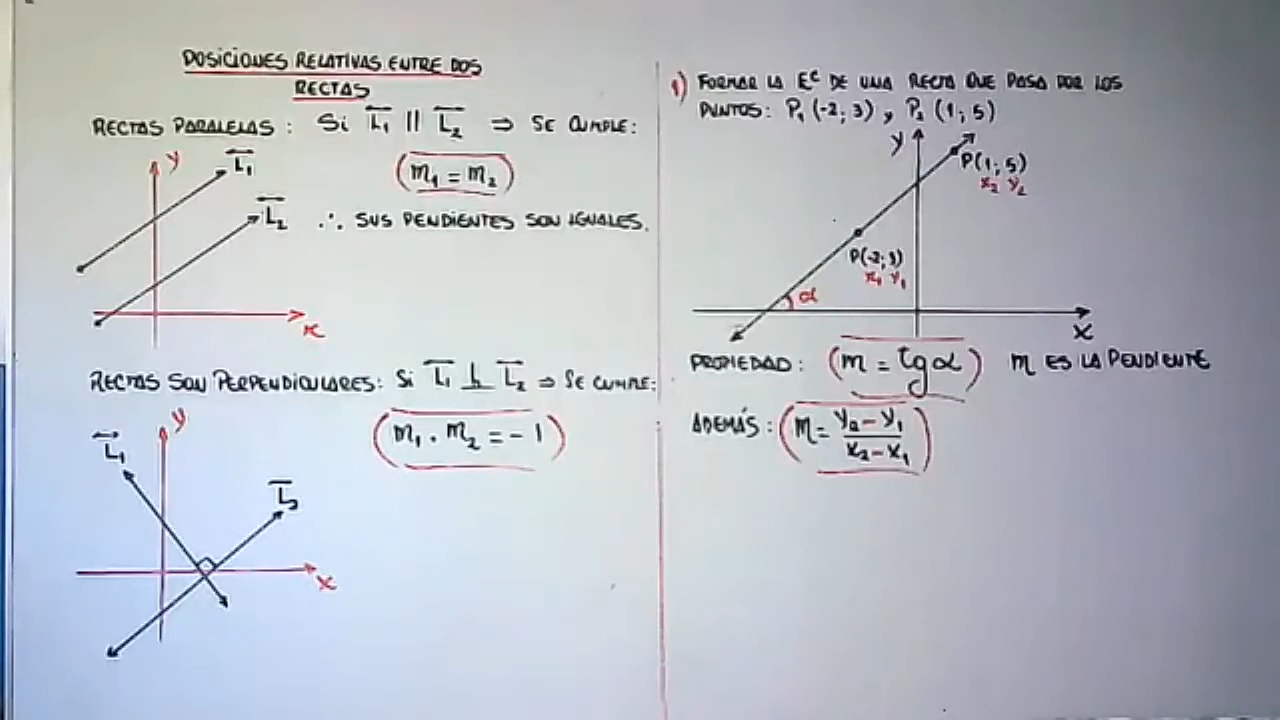 POSICIONES RELATIVAS ENTRE DOS
RECTAS
RECTAS PARALELAS: Si L₁ || L₂ ⇒ SE CUMPLE:
y
L₁
m₁ = m₂
L₂
∴ SUS PENDIENTES SON IGUALES.
x
RECTAS SON PERPENDICULARES: Si L₁ ⊥ L₂ ⇒ SE CUMPLE:
y
m₁ . m₂ = - 1
L₁
L₂
x
1) FORMAR LA Eᶜ DE UNA RECTA QUE PASA POR LOS
PUNTOS: P₁ (-2; 3) y P₂ (1; 5)
y
P(1; 5)
x₂ y₂
P(-2; 3)
x₁ y₁
α
x
PROPIEDAD: (m = tg α) m ES LA PENDIENTE
ADEMÁS: (m = y₂ - y₁ / x₂ - x₁)